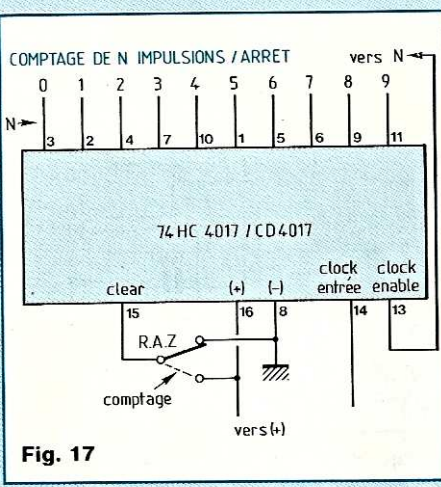 COMPTAGE DE N IMPULSIONS / ARRET vers N
0 1 2 3 4 5 6 7 8 9
N
3 2 4 7 10 1 5 6 9 11
74 HC 4017 / CD4017
clock clock
clear (+) (-) entrée enable
15 16 8 14 13
R.A.Z
comptage
vers (+)
Fig. 17